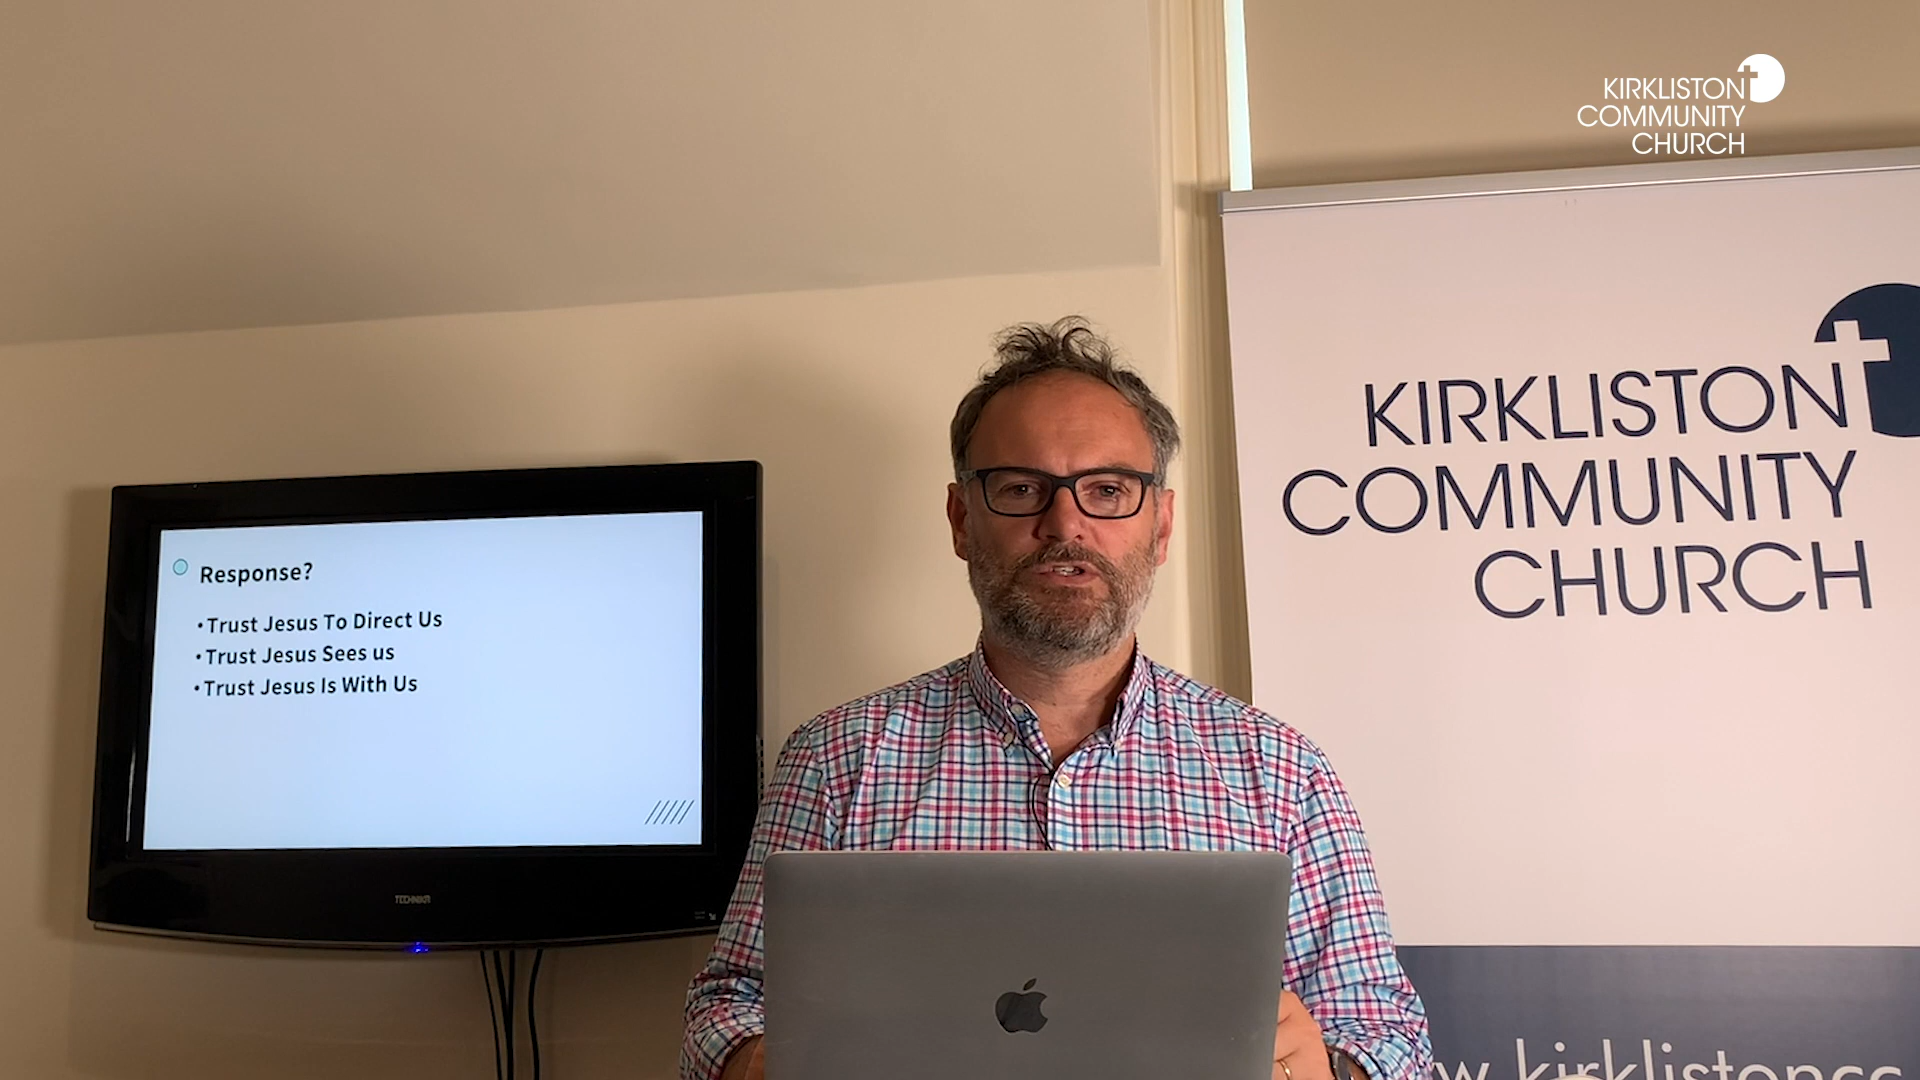 KIRKLISTON
COMMUNITY
CHURCH
Response?
• Trust Jesus To Direct Us
• Trust Jesus Sees us
• Trust Jesus Is With Us
TECHNIKA
KIRKLISTON
COMMUNITY
CHURCH
w.kirklistoncc